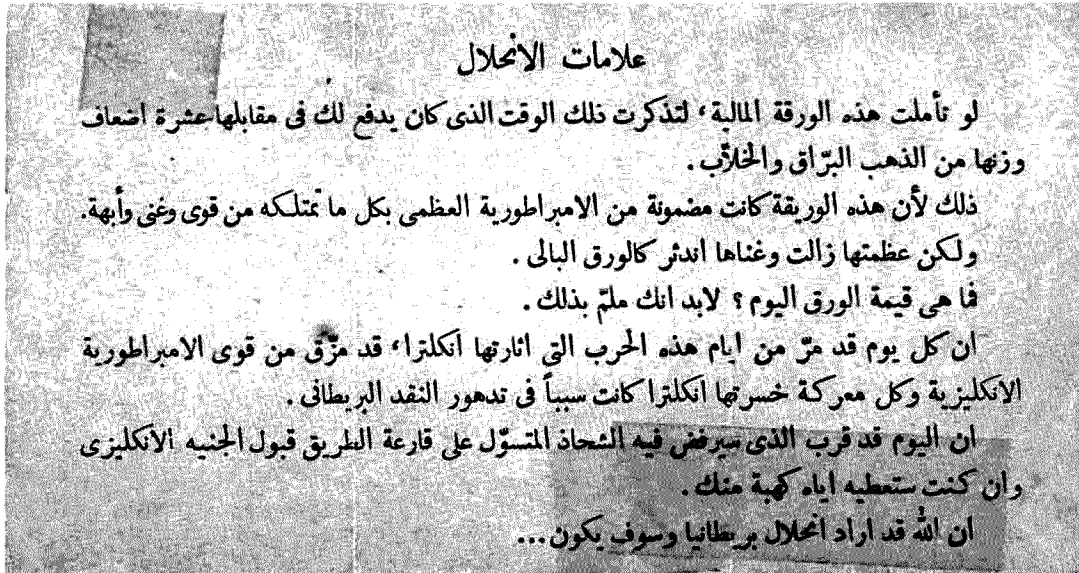 علامات الانحلال
لو تأملت هذه الورقة المالية، لتذكرت ذلك الوقت الذى كان يدفع لك فى مقابلها عشرة اضعاف
وزنها من الذهب البرّاق والخلاّب.
ذلك لأن هذه الوريقة كانت مضمونة من الامبراطورية العظمى بكل ما تمتلكه من قوى وغنى وأبهة.
ولكن عظمتها زالت وغناها اندثر كالورق البالى.
فما هى قيمة الورق اليوم؟ لابد انك ملمّ بذلك.
ان كل يوم قد مرّ من ايام هذه الحرب التى اثارتها انكلترا، قد مزّق من قوى الامبراطورية
الانكليزية وكل معركة خسرتها انكلترا كانت سبباً فى تدهور النقد البريطانى.
ان اليوم قد قرب الذى سيرفض فيه الشحاذ المتسوّل على قارعة الطريق قبول الجنيه الانكليزى
وان كنت ستعطيه اياه كهبة منك.
ان الله قد اراد انحلال بريطانيا وسوف يكون...